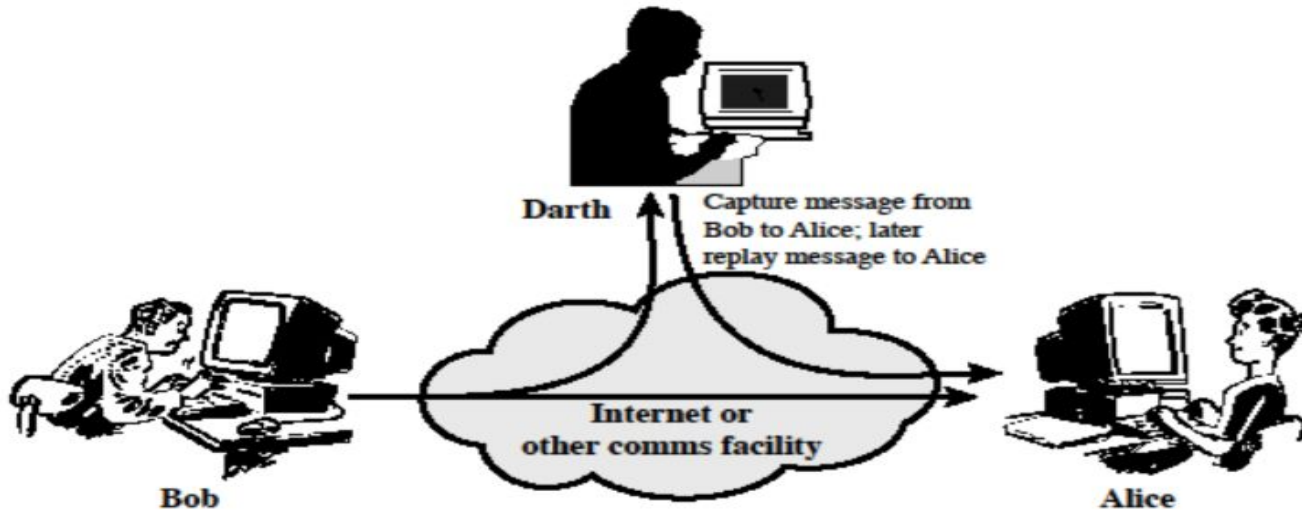 Darth
Capture message from
Bob to Alice; later
replay message to Alice
Internet or
other comms facility
Bob
Alice